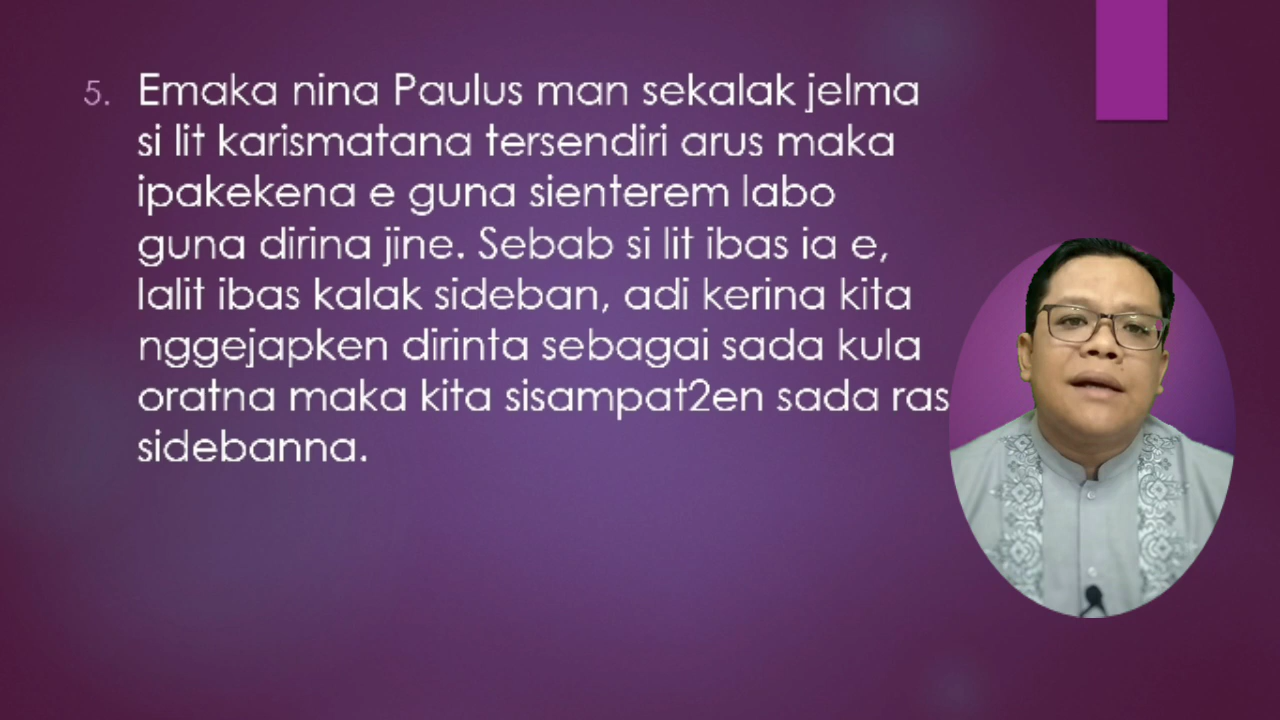 5. Emaka nina Paulus man sekalak jelma
si lit karismatana tersendiri arus maka
ipakekena e guna sienterem labo
guna dirina jine. Sebab si lit ibas ia e,
lalit ibas kalak sideban, adi kerina kita
nggejapken dirinta sebagai sada kula
oratna maka kita sisampat2en sada ras
sidebanna.